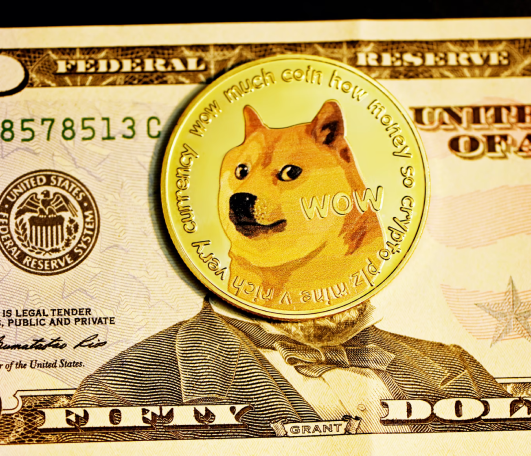 FEDERAL RESERVE
UNITE
OF A
8578513 C
wow much coin how money so crypto plz mine v rich very currency
WOW
UNITED STATES
FEDERAL RESERVE SYSTEM
IS LEGAL TENDER
, PUBLIC AND PRIVATE
r of the United States.
FIFTY DOL
GRANT